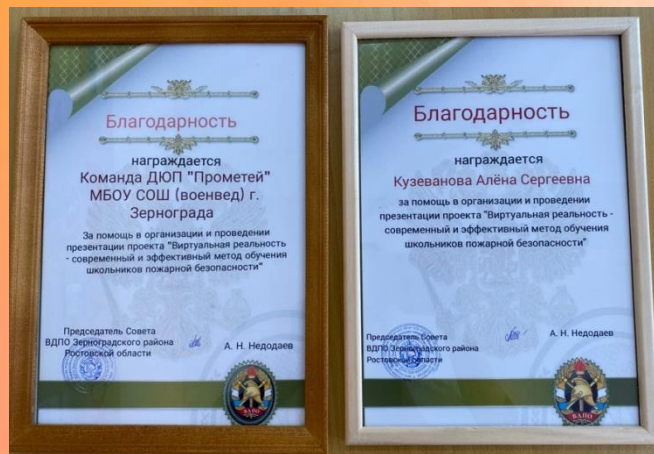 Благодарность
награждается
Команда ДЮП "Прометей"
МБОУ СОШ (военвед) г.
Зернограда
За помощь в организации и проведении
презентации проекта "Виртуальная реальность
- современный и эффективный метод обучения
школьников пожарной безопасности"
Председатель Совета
ВДПО Зерноградского района
Ростовской области
А. Н. Недодаев
ВДПО
Благодарность
награждается
Кузеванова Алёна Сергеевна
за помощь в организации и проведении
презентации проекта "Виртуальная реальность -
современный и эффективный метод обучения
школьников пожарной безопасности"
Председатель Совета
ВДПО Зерноградского района
Ростовской области
А. Н. Недодаев
ВДПО